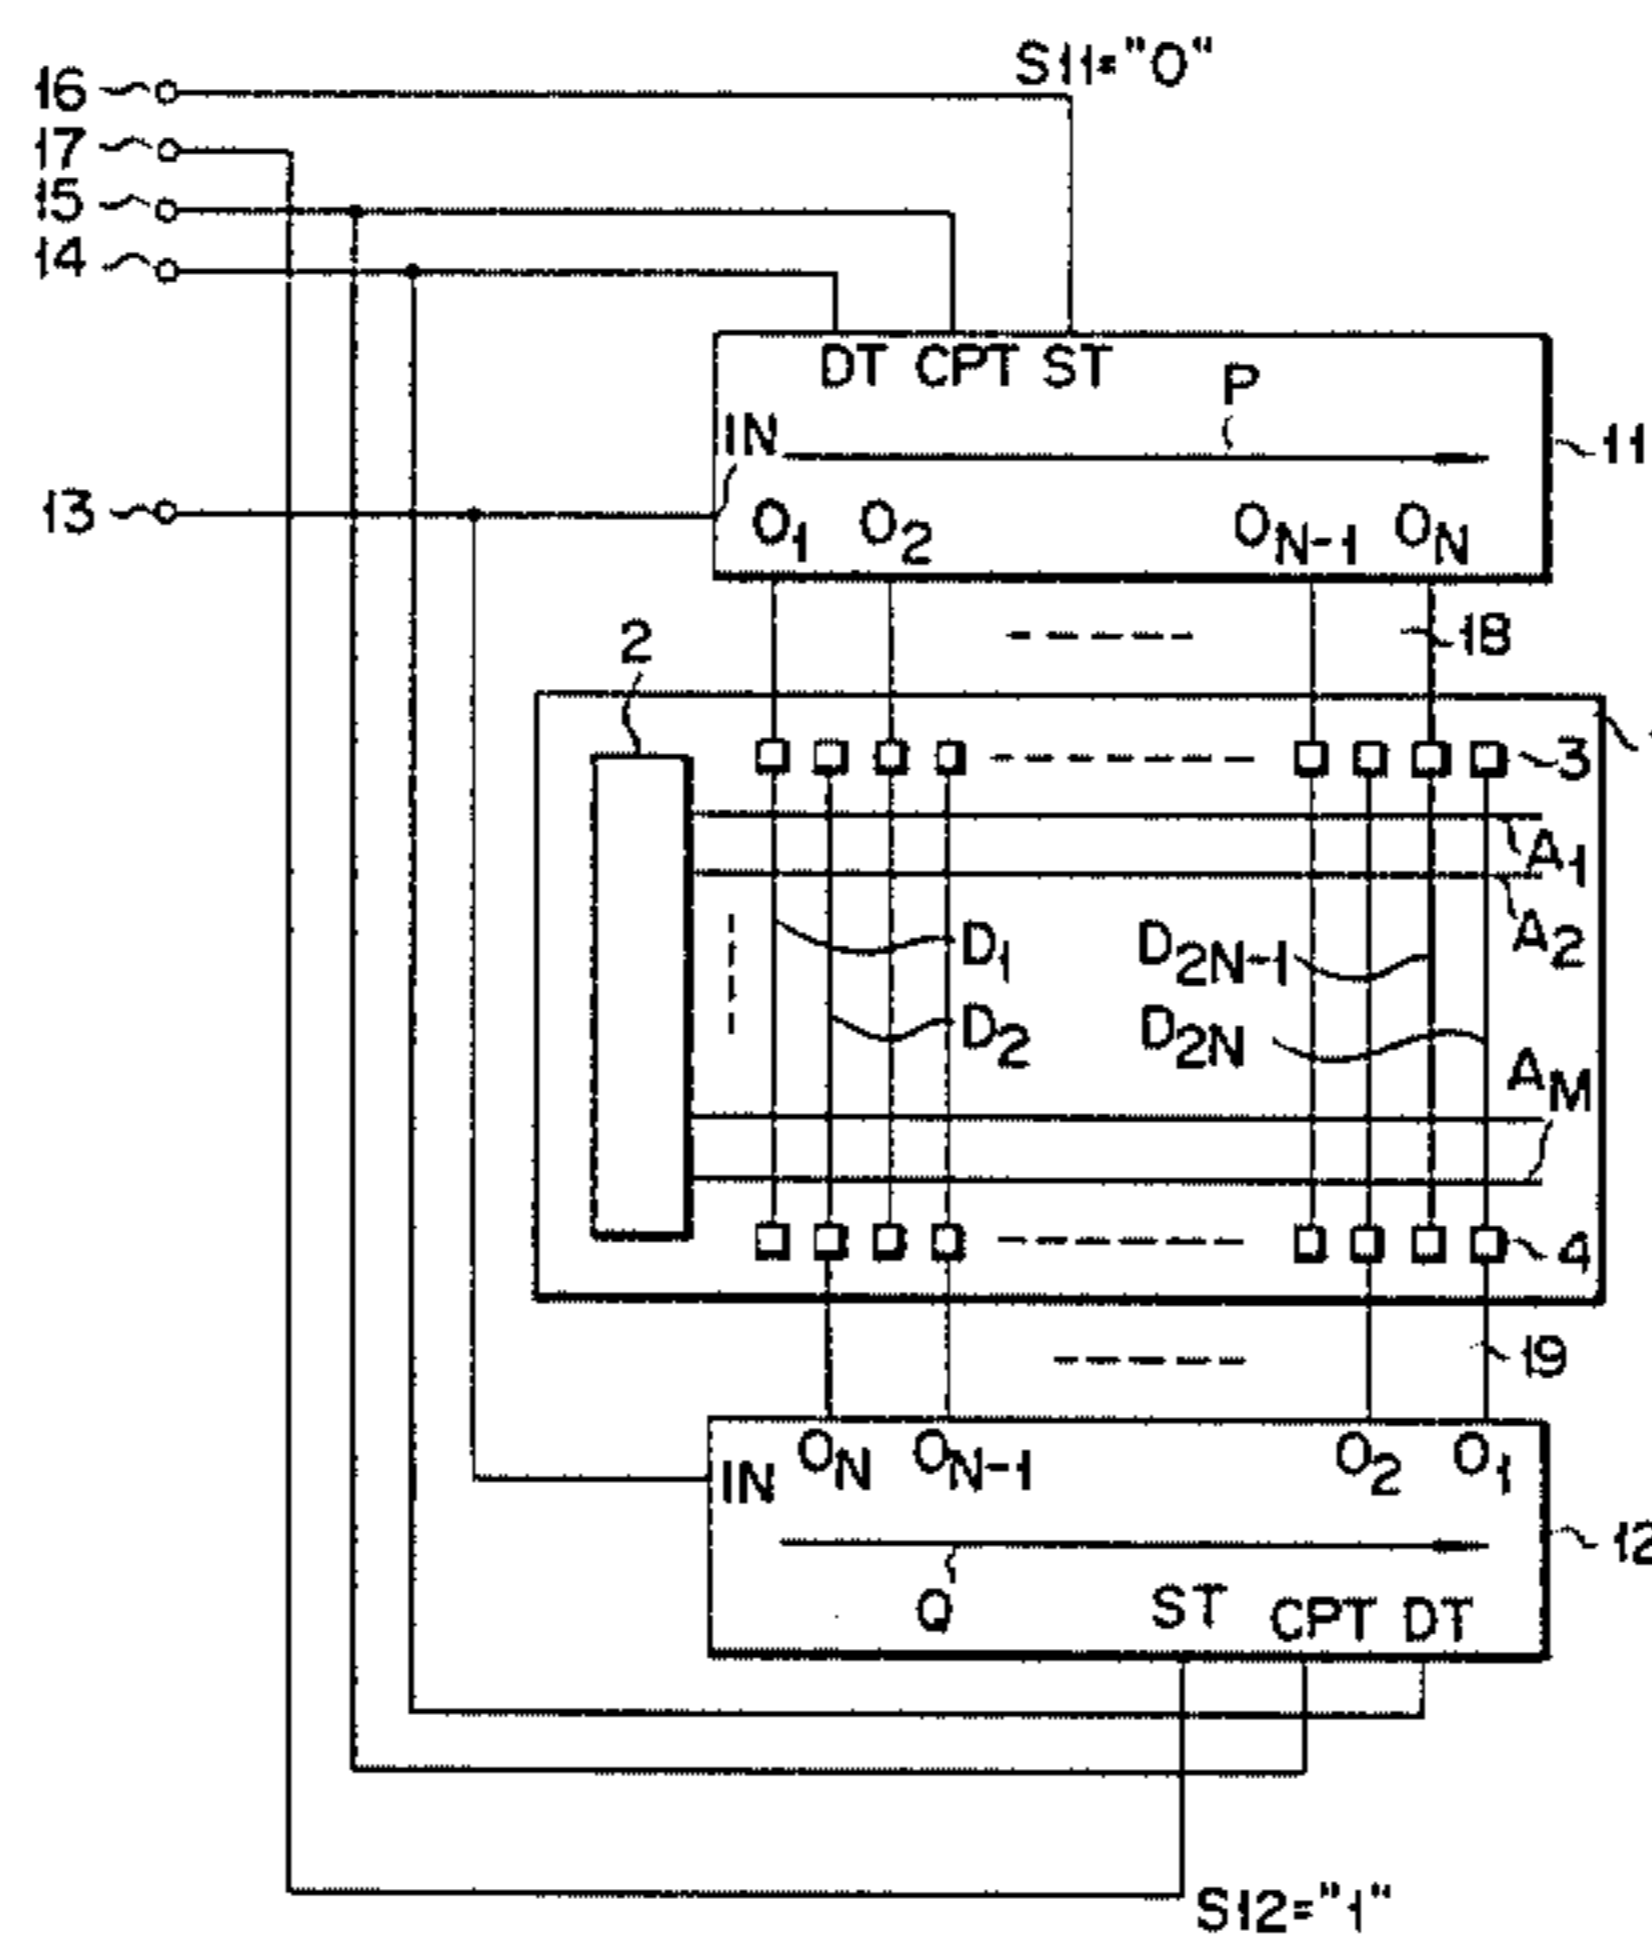 S11="0"
16
17
15
14
DT CPT ST
P
IN
11
13
O1 O2 ON-1 ON
18
2
3
A1
A2
D1
D2N-1
D2
D2N
AM
4
19
ON ON-1 O2 O1
IN
12
Q
ST CPT DT
S12="1"